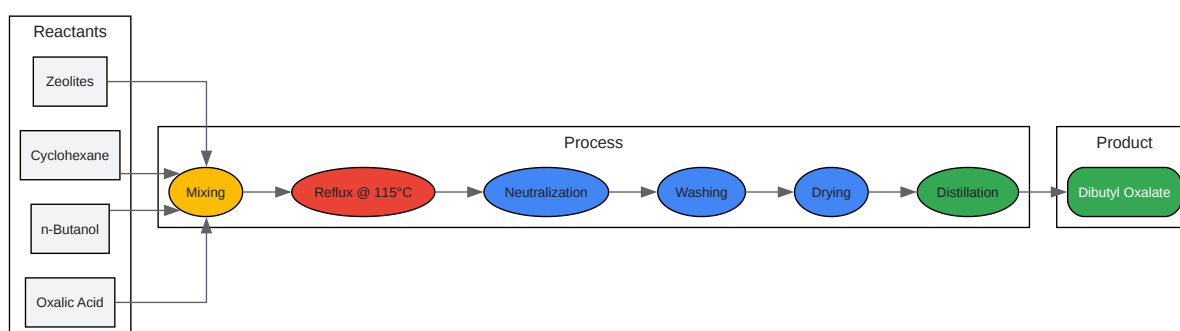 Reactants
Zeolites
Cyclohexane
n-Butanol
Oxalic Acid
Process
Mixing
Reflux @ 115°C
Neutralization
Washing
Drying
Distillation
Product
Dibutyl Oxalate